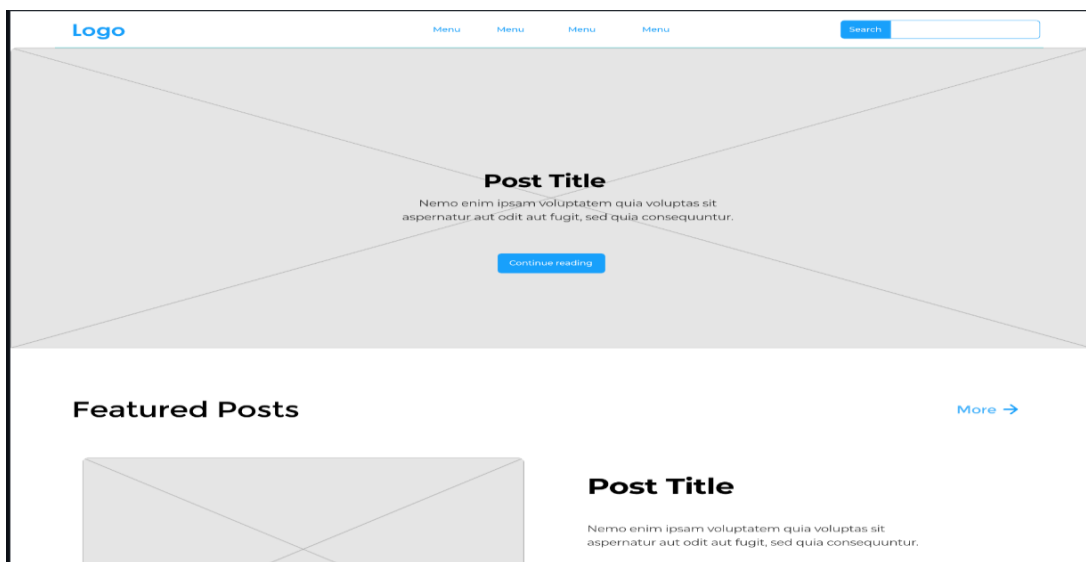 Logo
Menu Menu Menu Menu
Search
Post Title
Nemo enim ipsam voluptatem quia voluptas sit
aspernatur aut odit aut fugit, sed quia consequuntur.
Continue reading
Featured Posts
More →
Post Title
Nemo enim ipsam voluptatem quia voluptas sit
aspernatur aut odit aut fugit, sed quia consequuntur.